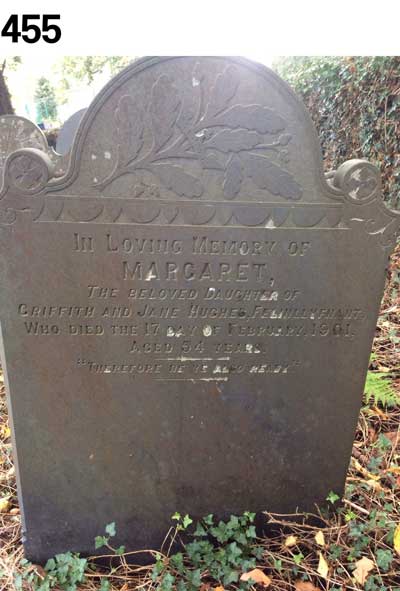 455
In Loving Memory of
MARGARET,
The beloved Daughter of
Griffith and Jane Hughes, Felinllyfnant,
Who died the 17 day of February, 1901,
Aged 54 years.
"Therefore be ye also ready."